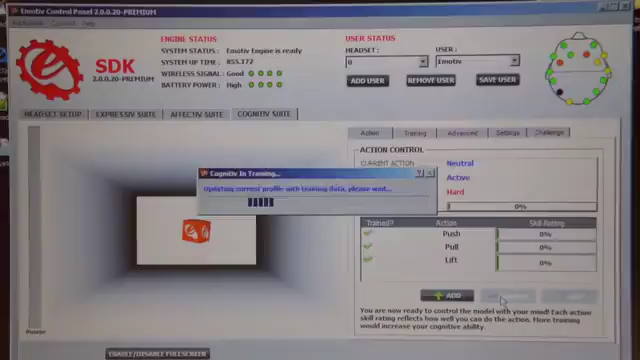 Emotiv Control Panel 2.0.0.20-PREMIUM
Connect Help
ENGINE STATUS
SYSTEM STATUS: Emotiv Engine is ready
SYSTEM UP TIME: 855.172
WIRELESS SIGNAL: Good
BATTERY POWER: High
USER STATUS
HEADSET: USER:
0 Emotiv
ADD USER REMOVE USER SAVE USER
SDK
2.0.0.20-PREMIUM
HEADSET SETUP EXPRESSIV SUITE AFFECTIV SUITE COGNITIV SUITE
Action Training Advanced Settings Challenge
ACTION CONTROL
CURRENT ACTION Neutral
Active
Hard
0%
Cognitiv In Training...
Updating current profile with training data, please wait...
Trained? Action Skill Rating
Push 0%
Pull 0%
Lift 0%
ADD
You are now ready to control the model with your mind! Each action
skill rating reflects how well you can do the action. More training
would increase your cognitiv ability.
Power
ENABLE/DISABLE FULLSCREEN